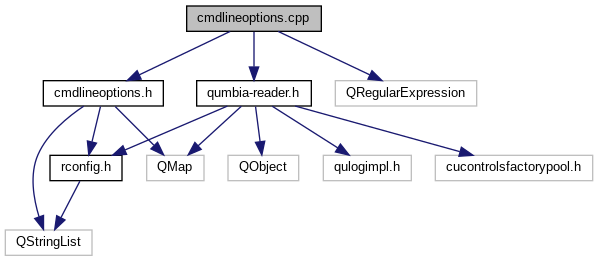 cmdlineoptions.cpp
cmdlineoptions.h
qumbia-reader.h
QRegularExpression
rconfig.h
QMap
QObject
qulogimpl.h
cucontrolsfactorypool.h
QStringList